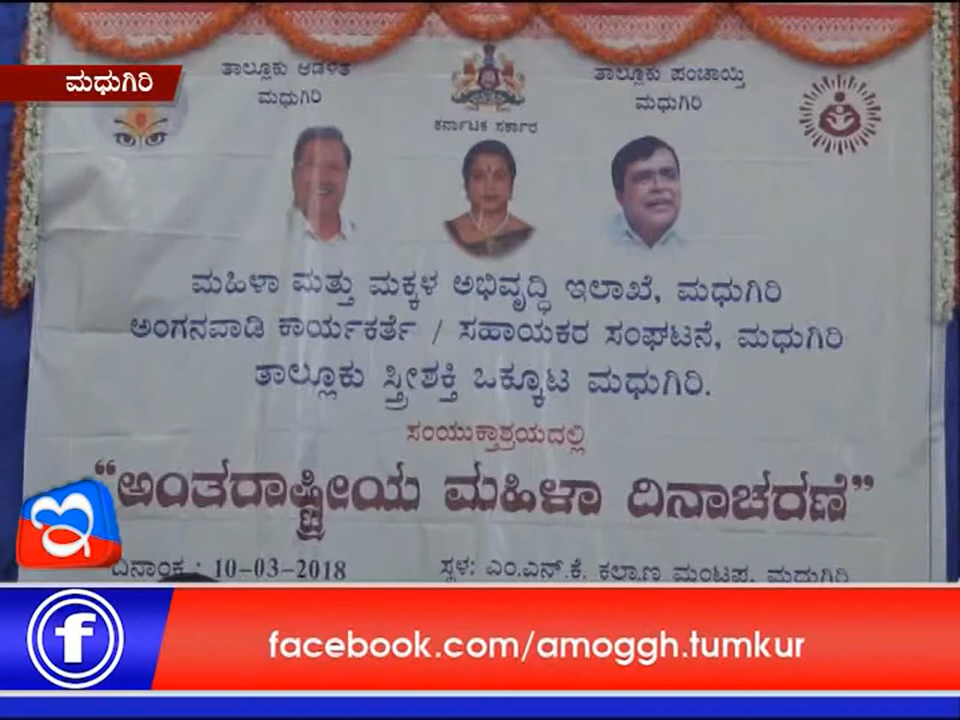 ತಾಲ್ಲೂಕು ಆಡಳಿತ
ಮಧುಗಿರಿ
ಕರ್ನಾಟಕ ಸರ್ಕಾರ
ತಾಲ್ಲೂಕು ಪಂಚಾಯ್ತಿ
ಮಧುಗಿರಿ
ಮಧುಗಿರಿ
ಮಹಿಳಾ ಮತ್ತು ಮಕ್ಕಳ ಅಭಿವೃದ್ಧಿ ಇಲಾಖೆ, ಮಧುಗಿರಿ
ಅಂಗನವಾಡಿ ಕಾರ್ಯಕರ್ತೆ / ಸಹಾಯಕರ ಸಂಘಟನೆ, ಮಧುಗಿರಿ
ತಾಲ್ಲೂಕು ಸ್ತ್ರೀಶಕ್ತಿ ಒಕ್ಕೂಟ ಮಧುಗಿರಿ.
ಸಂಯುಕ್ತಾಶ್ರಯದಲ್ಲಿ
“ಅಂತರಾಷ್ಟ್ರೀಯ ಮಹಿಳಾ ದಿನಾಚರಣೆ”
ದಿನಾಂಕ : 10-03-2018
ಸ್ಥಳ: ಎಂ.ಎನ್.ಕೆ. ಕಲ್ಯಾಣ ಮಂಟಪ, ಮಧುಗಿರಿ
ಇ
f
facebook.com/amoggh.tumkur